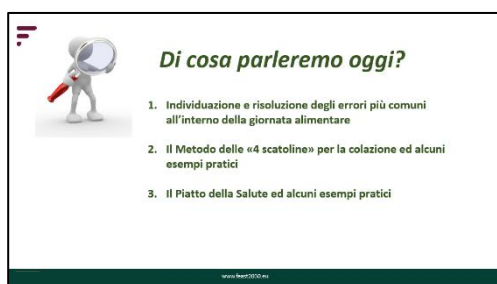 Di cosa parleremo oggi?
1. Individuazione e risoluzione degli errori più comuni
all'interno della giornata alimentare
2. Il Metodo delle «4 scatoline» per la colazione ed alcuni
esempi pratici
3. Il Piatto della Salute ed alcuni esempi pratici
www.feast2030.eu